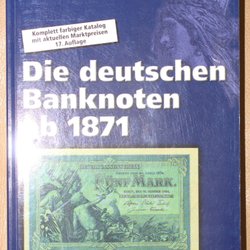 Komplett farbiger Katalog
mit aktuellen Marktpreisen
17. Auflage
Die deutschen
Banknoten
ab 1871
FÜNF MARK.